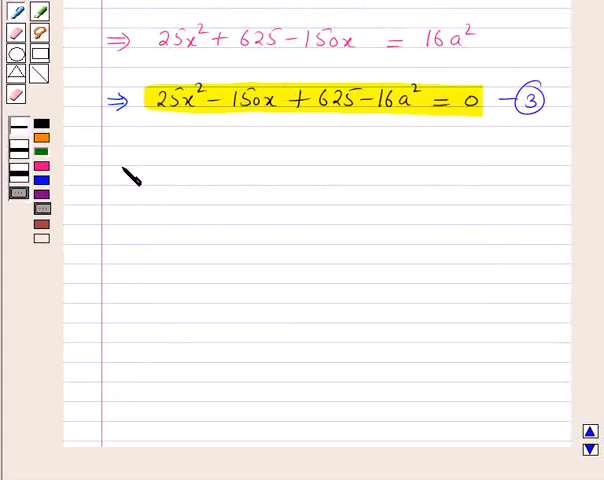 ⇒ 25x² + 625 - 150x = 16a²
⇒ 25x² - 150x + 625 - 16a² = 0 - ③